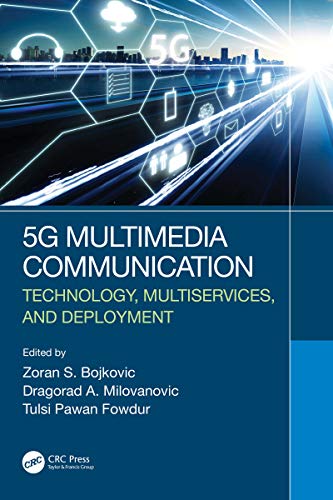 5G
5G MULTIMEDIA
COMMUNICATION
TECHNOLOGY, MULTISERVICES,
AND DEPLOYMENT
Edited by
Zoran S. Bojkovic
Dragorad A. Milovanovic
Tulsi Pawan Fowdur
CRC
CRC Press
Taylor & Francis Group